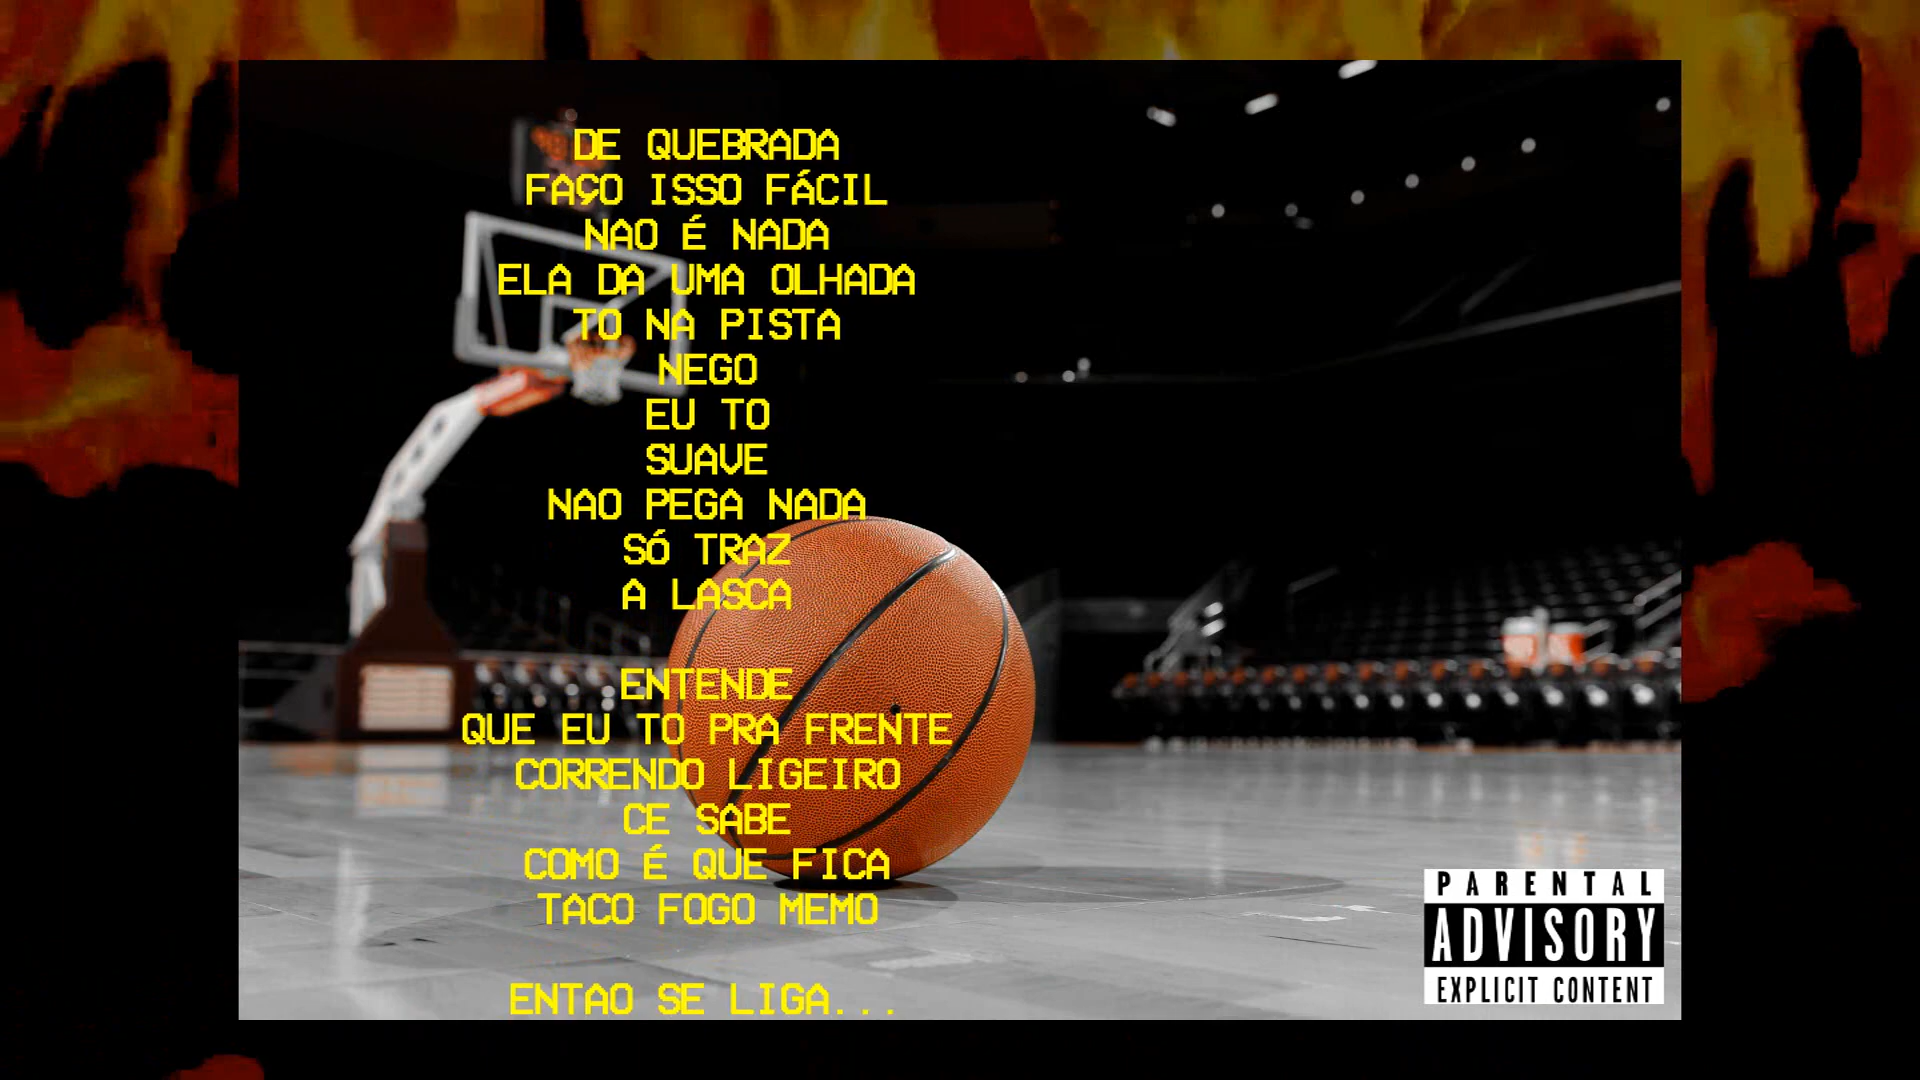 DE QUEBRADA
FAÇO ISSO FÁCIL
NAO É NADA
ELA DA UMA OLHADA
TO NA PISTA
NEGO
EU TO
SUAVE
NAO PEGA NADA
SÓ TRAZ
A LASCA
ENTENDE
QUE EU TO PRA FRENTE
CORRENDO LIGEIRO
CE SABE
COMO É QUE FICA
TACO FOGO MEMO
ENTAO SE LIGA...
PARENTAL
ADVISORY
EXPLICIT CONTENT